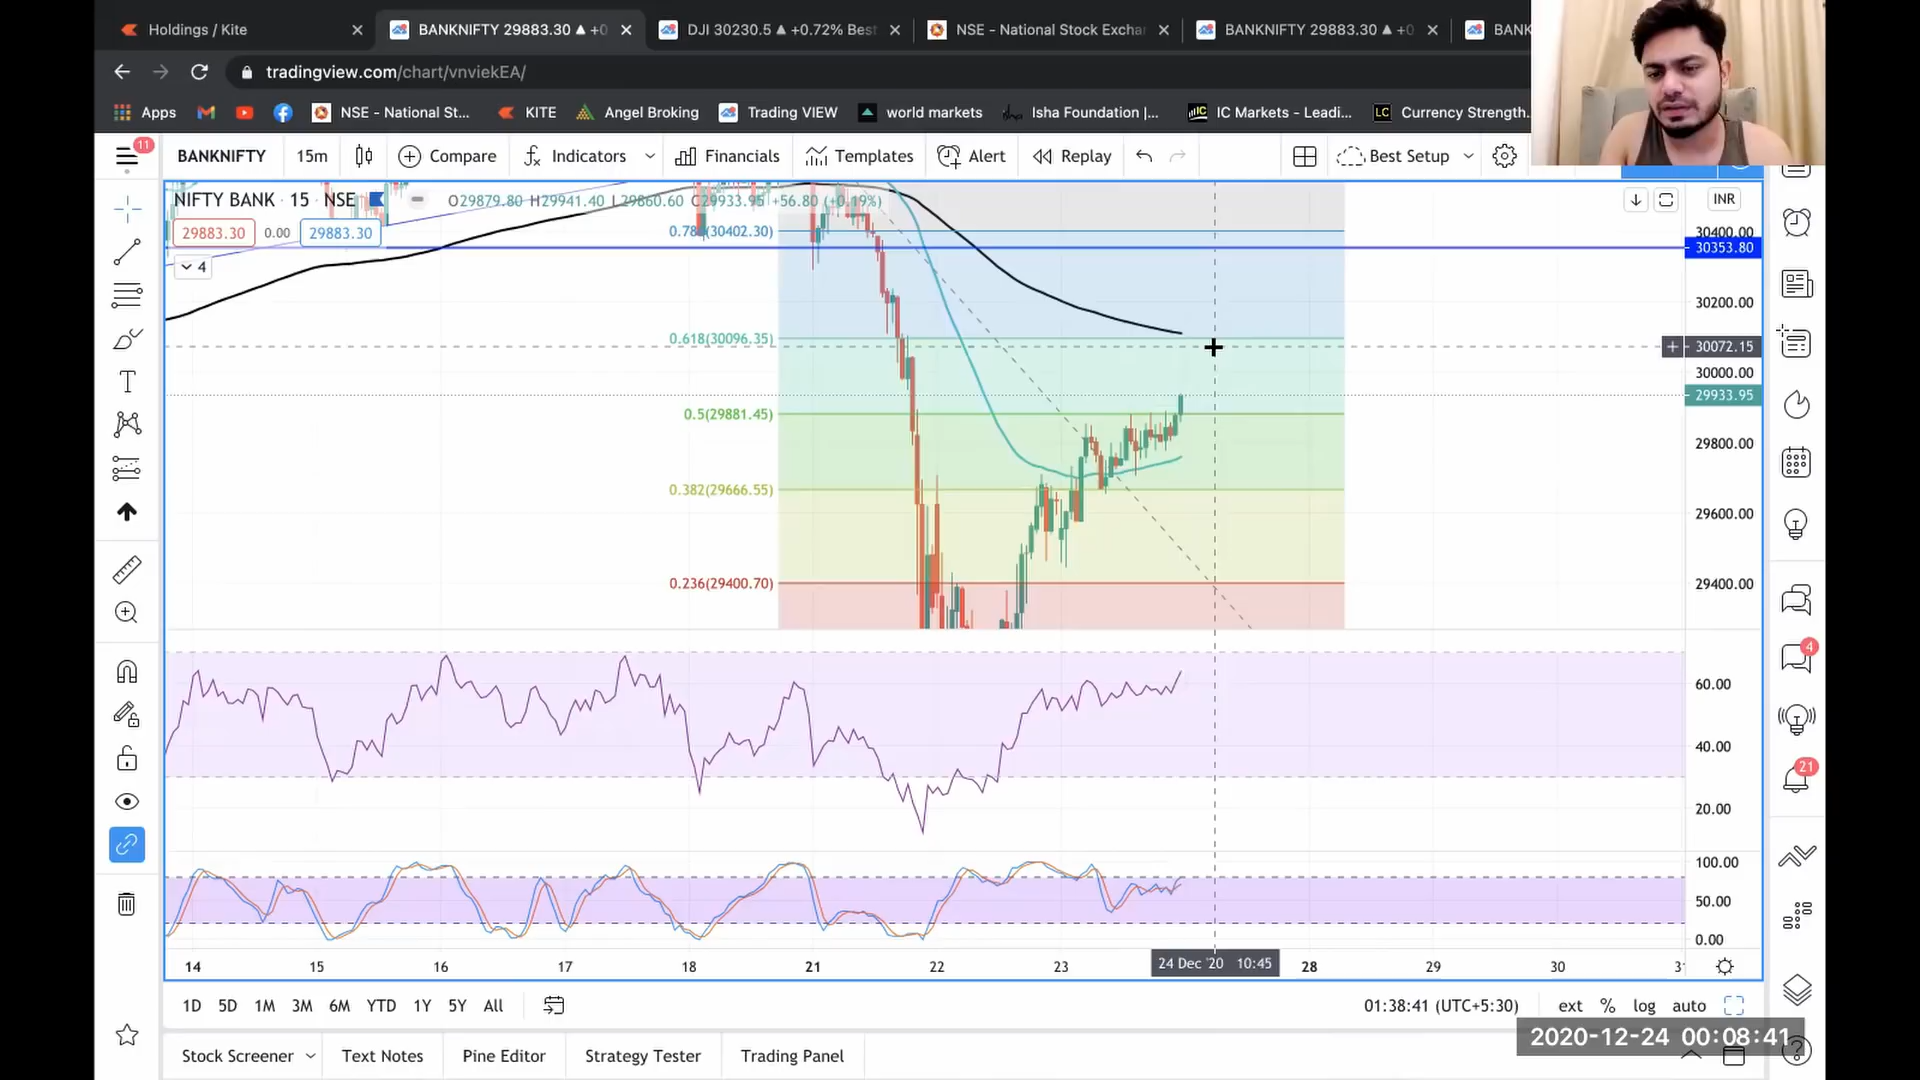 Holdings / Kite
BANKNIFTY 29883.30 ▲ +0
DJI 30230.5 ▲ +0.72% Best
NSE - National Stock Exchar
BANKNIFTY 29883.30 ▲ +0
BANK
tradingview.com/chart/vnviekEA/
Apps
NSE - National St...
KITE
Angel Broking
Trading VIEW
world markets
Isha Foundation |...
IC Markets - Leadi...
Currency Strength.
11
BANKNIFTY
15m
Compare
Indicators
Financials
Templates
Alert
Replay
Best Setup
NIFTY BANK · 15 · NSE
O29879.80 H29941.40 L29860.60 C29933.95 +56.80 (+0.19%)
INR
29883.30
0.00
29883.30
4
30400.00
30353.80
30200.00
30072.15
30000.00
29933.95
29800.00
29600.00
29400.00
0.618(30096.35)
0.5(29881.45)
0.382(29666.55)
0.236(29400.70)
60.00
40.00
20.00
100.00
50.00
0.00
4
21
14
15
16
17
18
21
22
23
24 Dec '20 10:45
28
29
30
1D
5D
1M
3M
6M
YTD
1Y
5Y
All
01:38:41 (UTC+5:30)
ext
%
log
auto
2020-12-24 00:08:41
Stock Screener
Text Notes
Pine Editor
Strategy Tester
Trading Panel